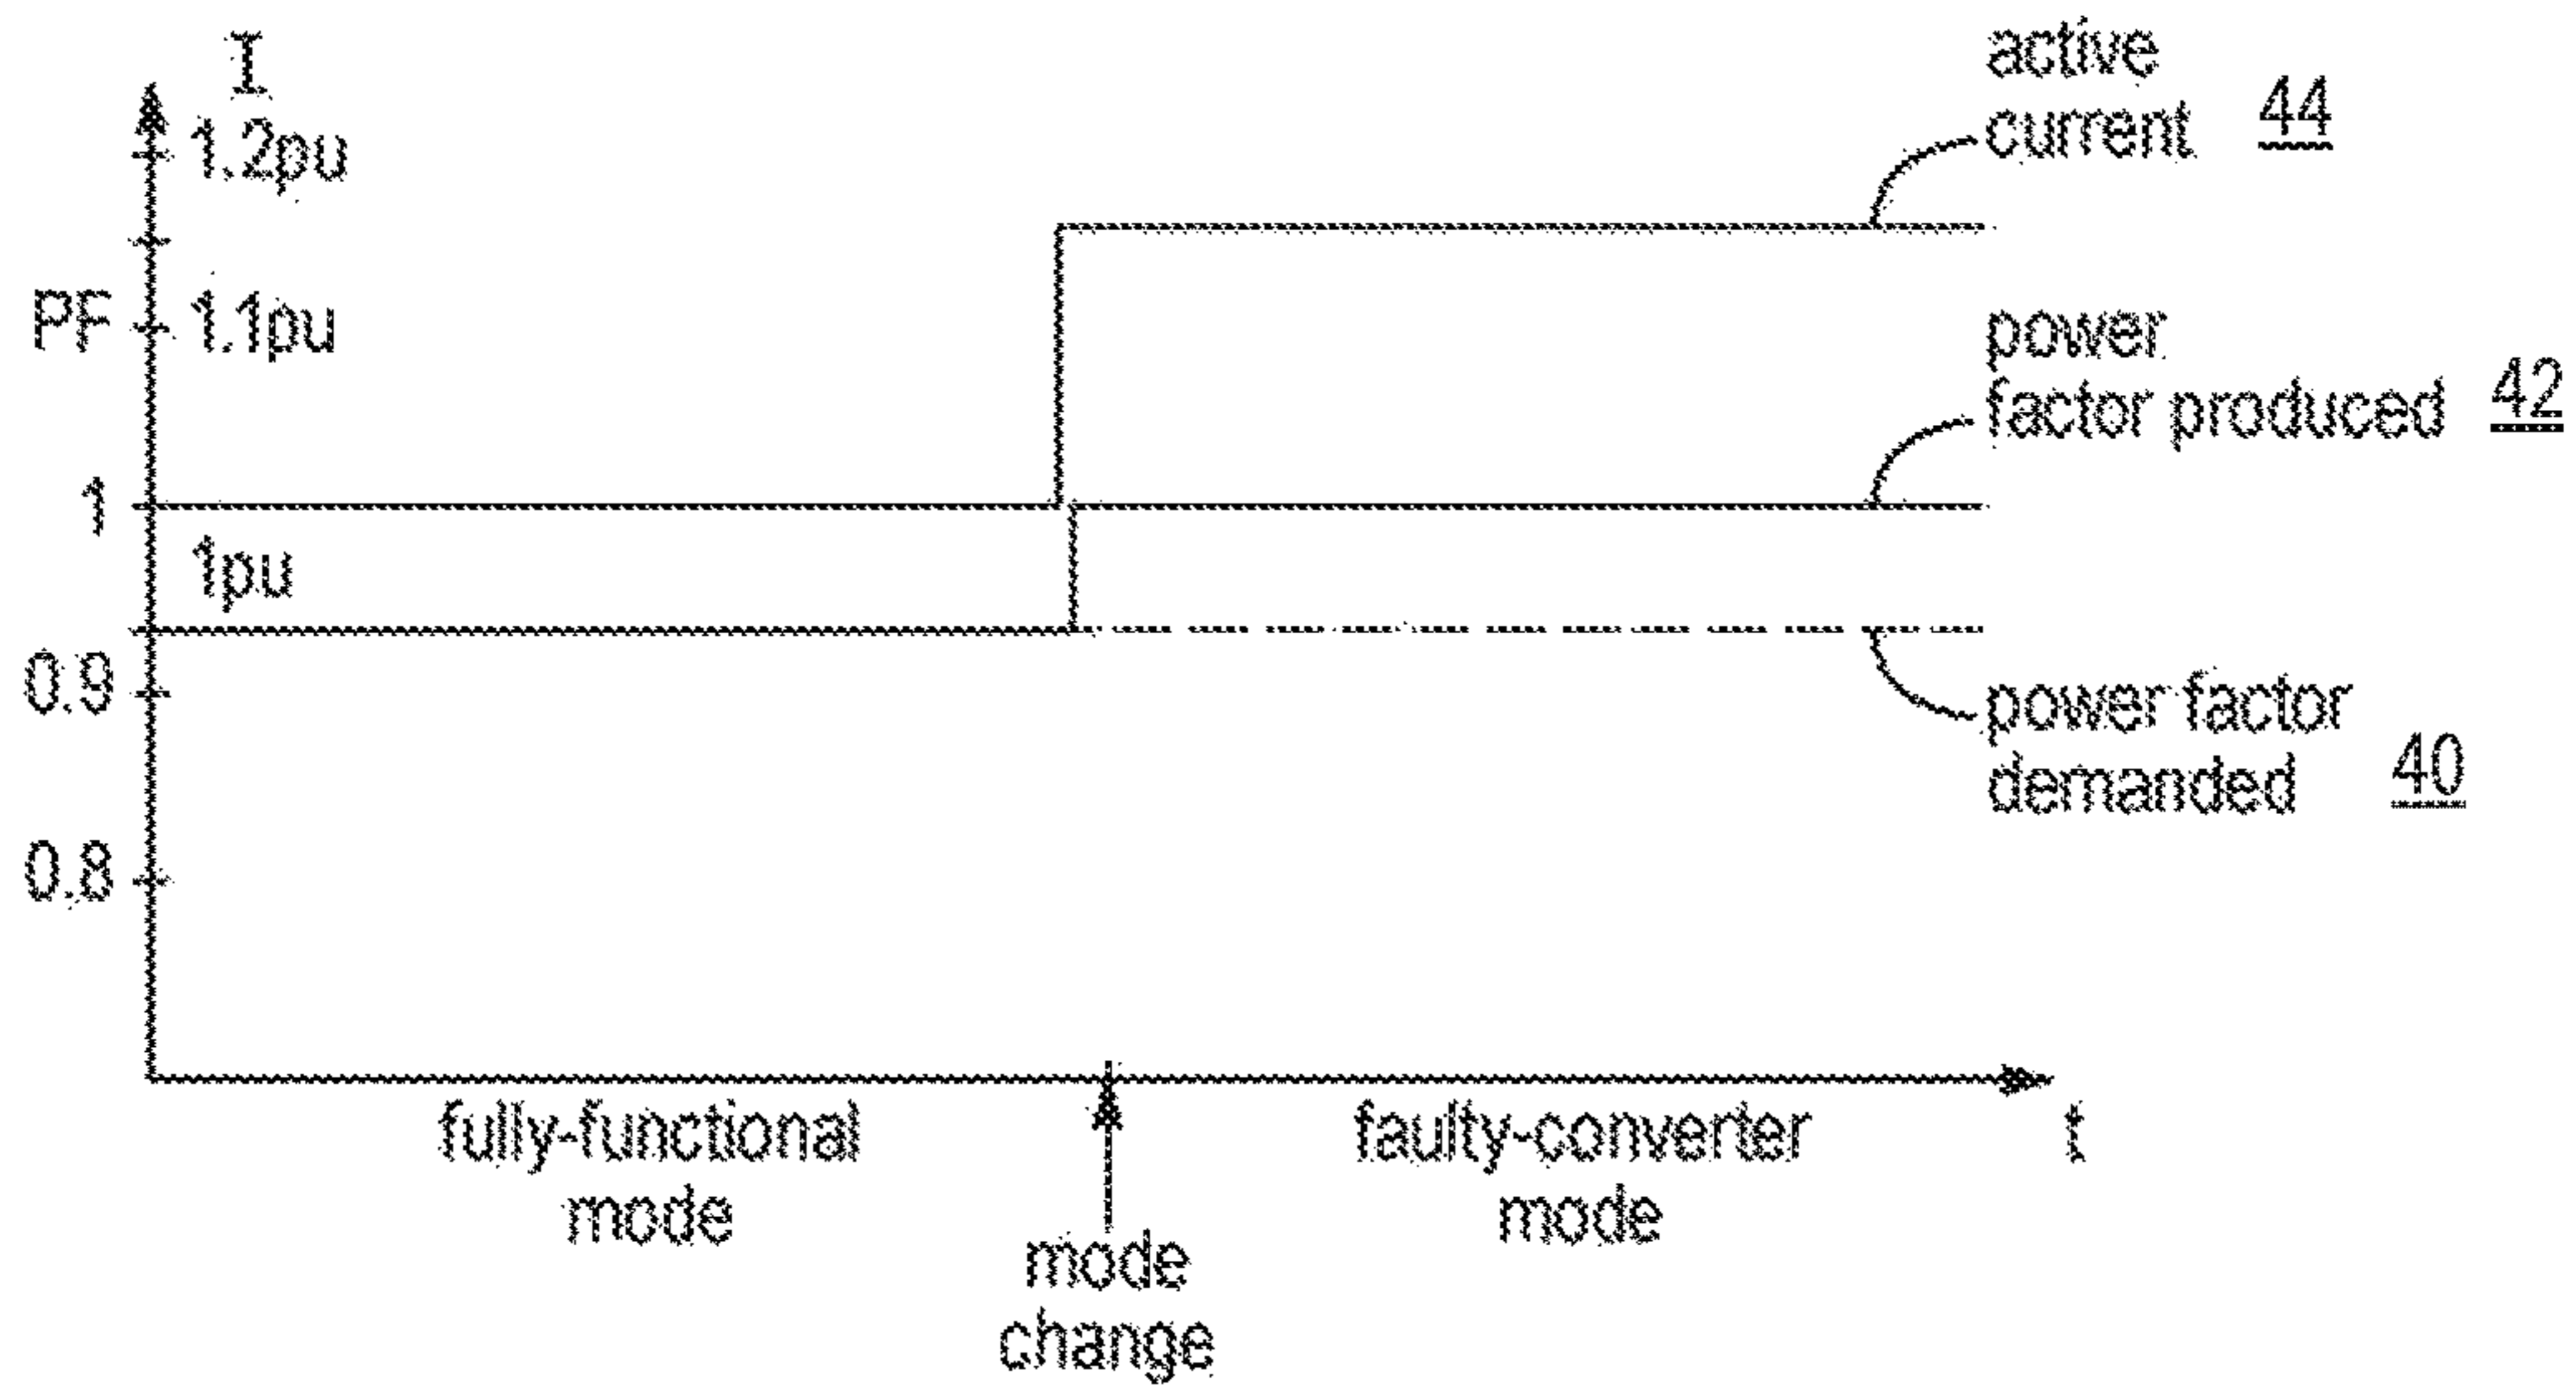 I
1.2pu
active
current 44
PF
1.1pu
power
factor produced 42
1
1pu
0.9
power factor
demanded 40
0.8
fully-functional
mode
faulty-converter
mode
t
mode
change